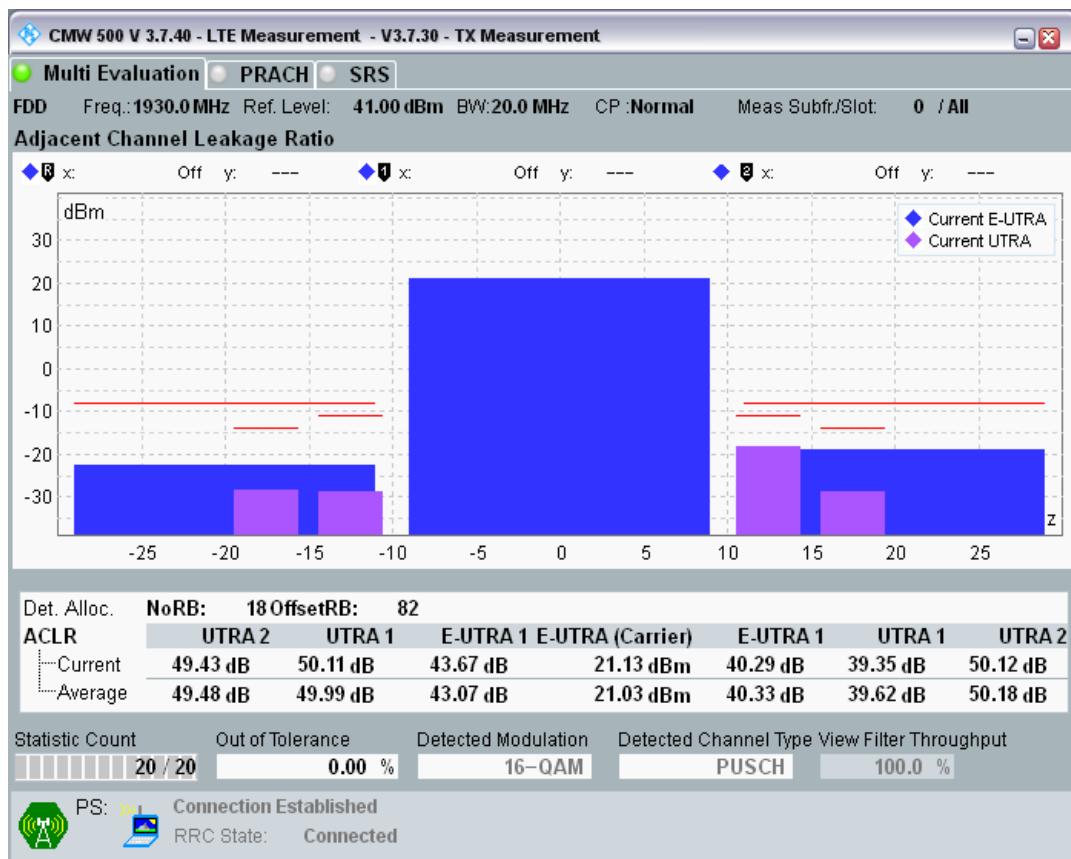 CMW 500 V 3.7.40 - LTE Measurement - V3.7.30 - TX Measurement
Multi Evaluation PRACH SRS
FDD Freq.:1930.0 MHz Ref. Level: 41.00 dBm BW:20.0 MHz CP :Normal Meas Subfr./Slot: 0 / All
Adjacent Channel Leakage Ratio
R x: Off y: --- 1 x: Off y: --- 2 x: Off y: ---
dBm
Current E-UTRA
Current UTRA
30
20
10
0
-10
-20
-30
z
-25 -20 -15 -10 -5 0 5 10 15 20 25
Det. Alloc. NoRB: 18 OffsetRB: 82
ACLR UTRA 2 UTRA 1 E-UTRA 1 E-UTRA (Carrier) E-UTRA 1 UTRA 1 UTRA 2
Current 49.43 dB 50.11 dB 43.67 dB 21.13 dBm 40.29 dB 39.35 dB 50.12 dB
Average 49.48 dB 49.99 dB 43.07 dB 21.03 dBm 40.33 dB 39.62 dB 50.18 dB
Statistic Count Out of Tolerance Detected Modulation Detected Channel Type View Filter Throughput
20 / 20 0.00 % 16-QAM PUSCH 100.0 %
PS: Connection Established
RRC State: Connected